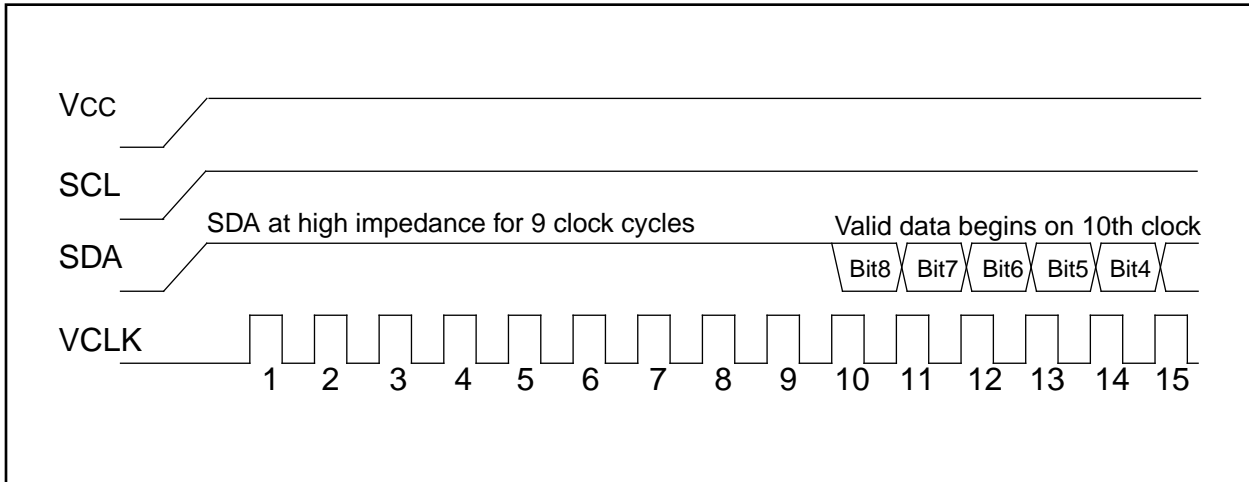 VCC
SCL
SDA at high impedance for 9 clock cycles
Valid data begins on 10th clock
SDA
Bit8 Bit7 Bit6 Bit5 Bit4
VCLK
1 2 3 4 5 6 7 8 9 10 11 12 13 14 15